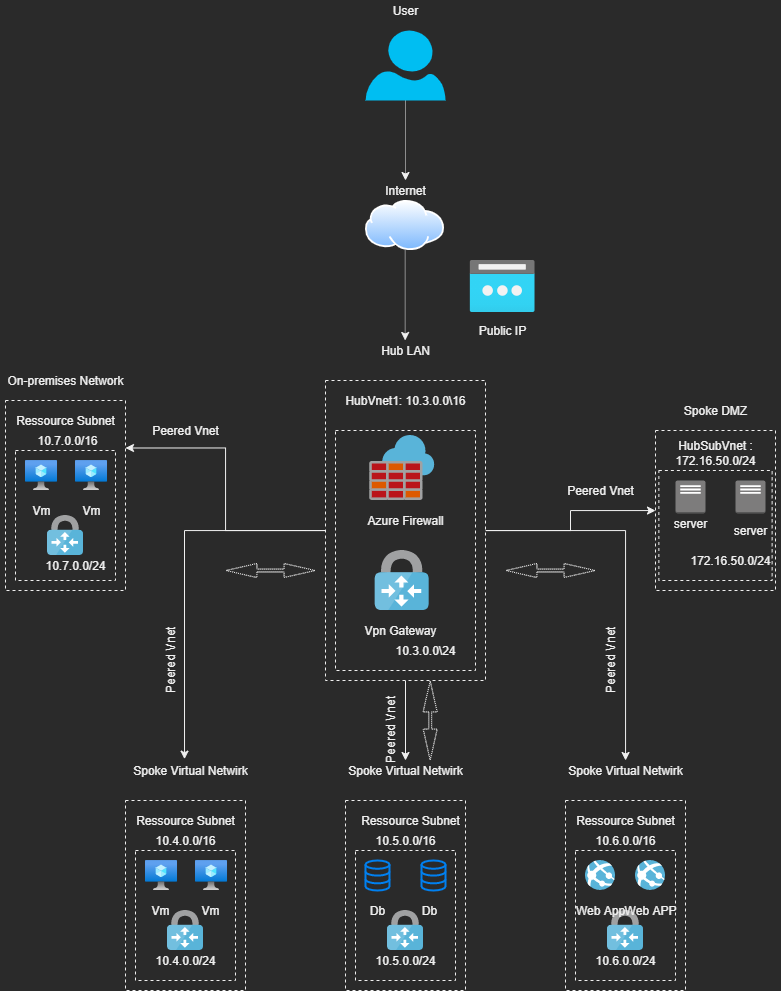 User
Internet
Public IP
Hub LAN
On-premises Network
Ressource Subnet
10.7.0.0/16
Vm
Vm
10.7.0.0/24
Peered Vnet
HubVnet1: 10.3.0.0\16
Azure Firewall
Vpn Gateway
10.3.0.0\24
Peered Vnet
Spoke DMZ
HubSubVnet :
172.16.50.0/24
server
server
172.16.50.0/24
Peered Vnet
Peered Vnet
Peered Vnet
Spoke Virtual Netwirk
Ressource Subnet
10.4.0.0/16
Vm
Vm
10.4.0.0/24
Spoke Virtual Netwirk
Ressource Subnet
10.5.0.0/16
Db
Db
10.5.0.0/24
Spoke Virtual Netwirk
Ressource Subnet
10.6.0.0/16
Web App
Web APP
10.6.0.0/24